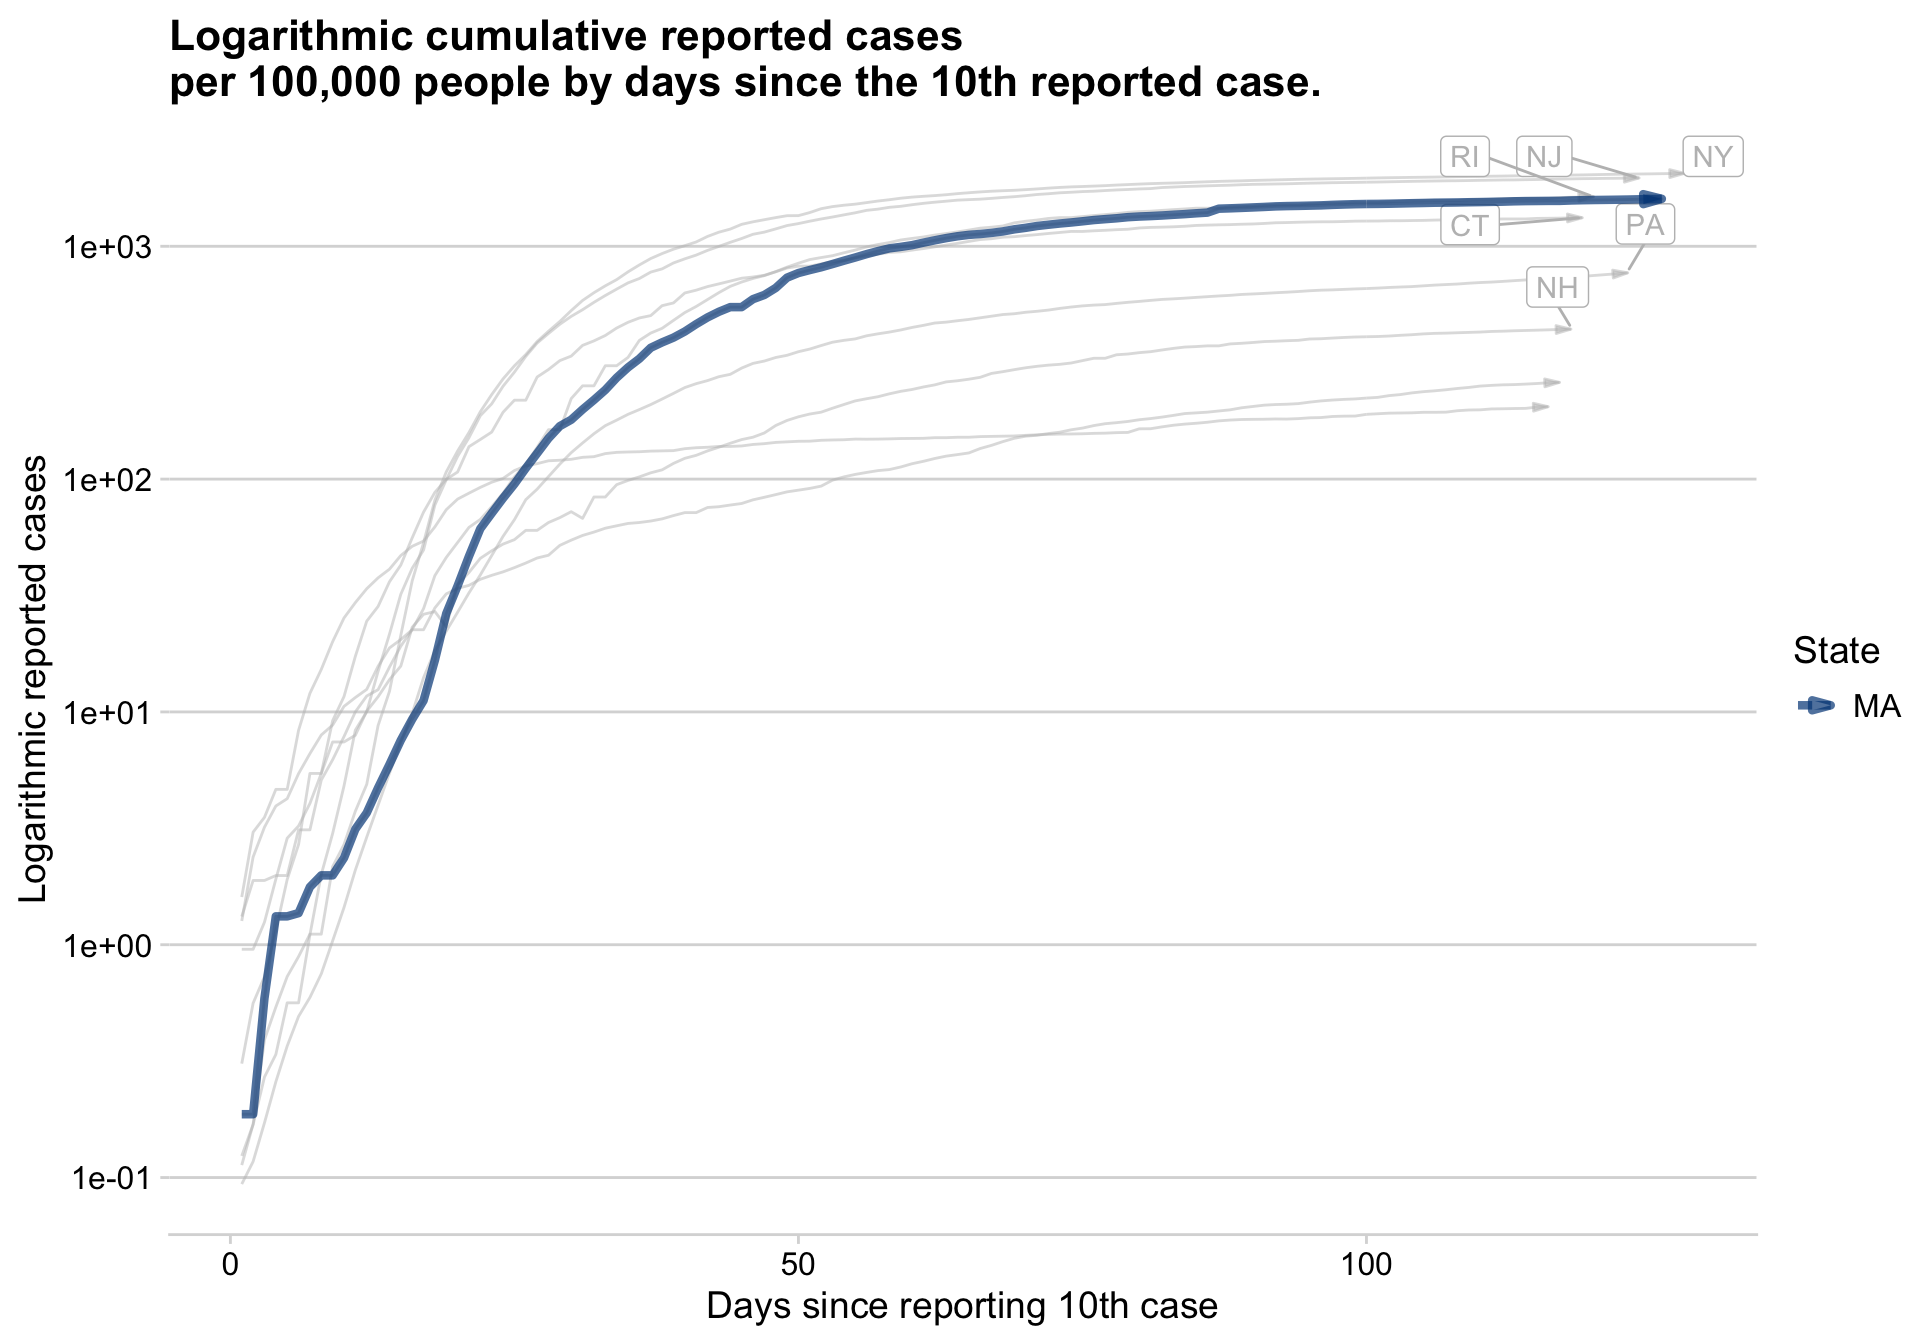 Logarithmic cumulative reported cases
per 100,000 people by days since the 10th reported case.
RI
NJ
NY
CT
PA
NH
1e+03
1e+02
1e+01
1e+00
1e-01
Logarithmic reported cases
0
50
100
Days since reporting 10th case
State
MA